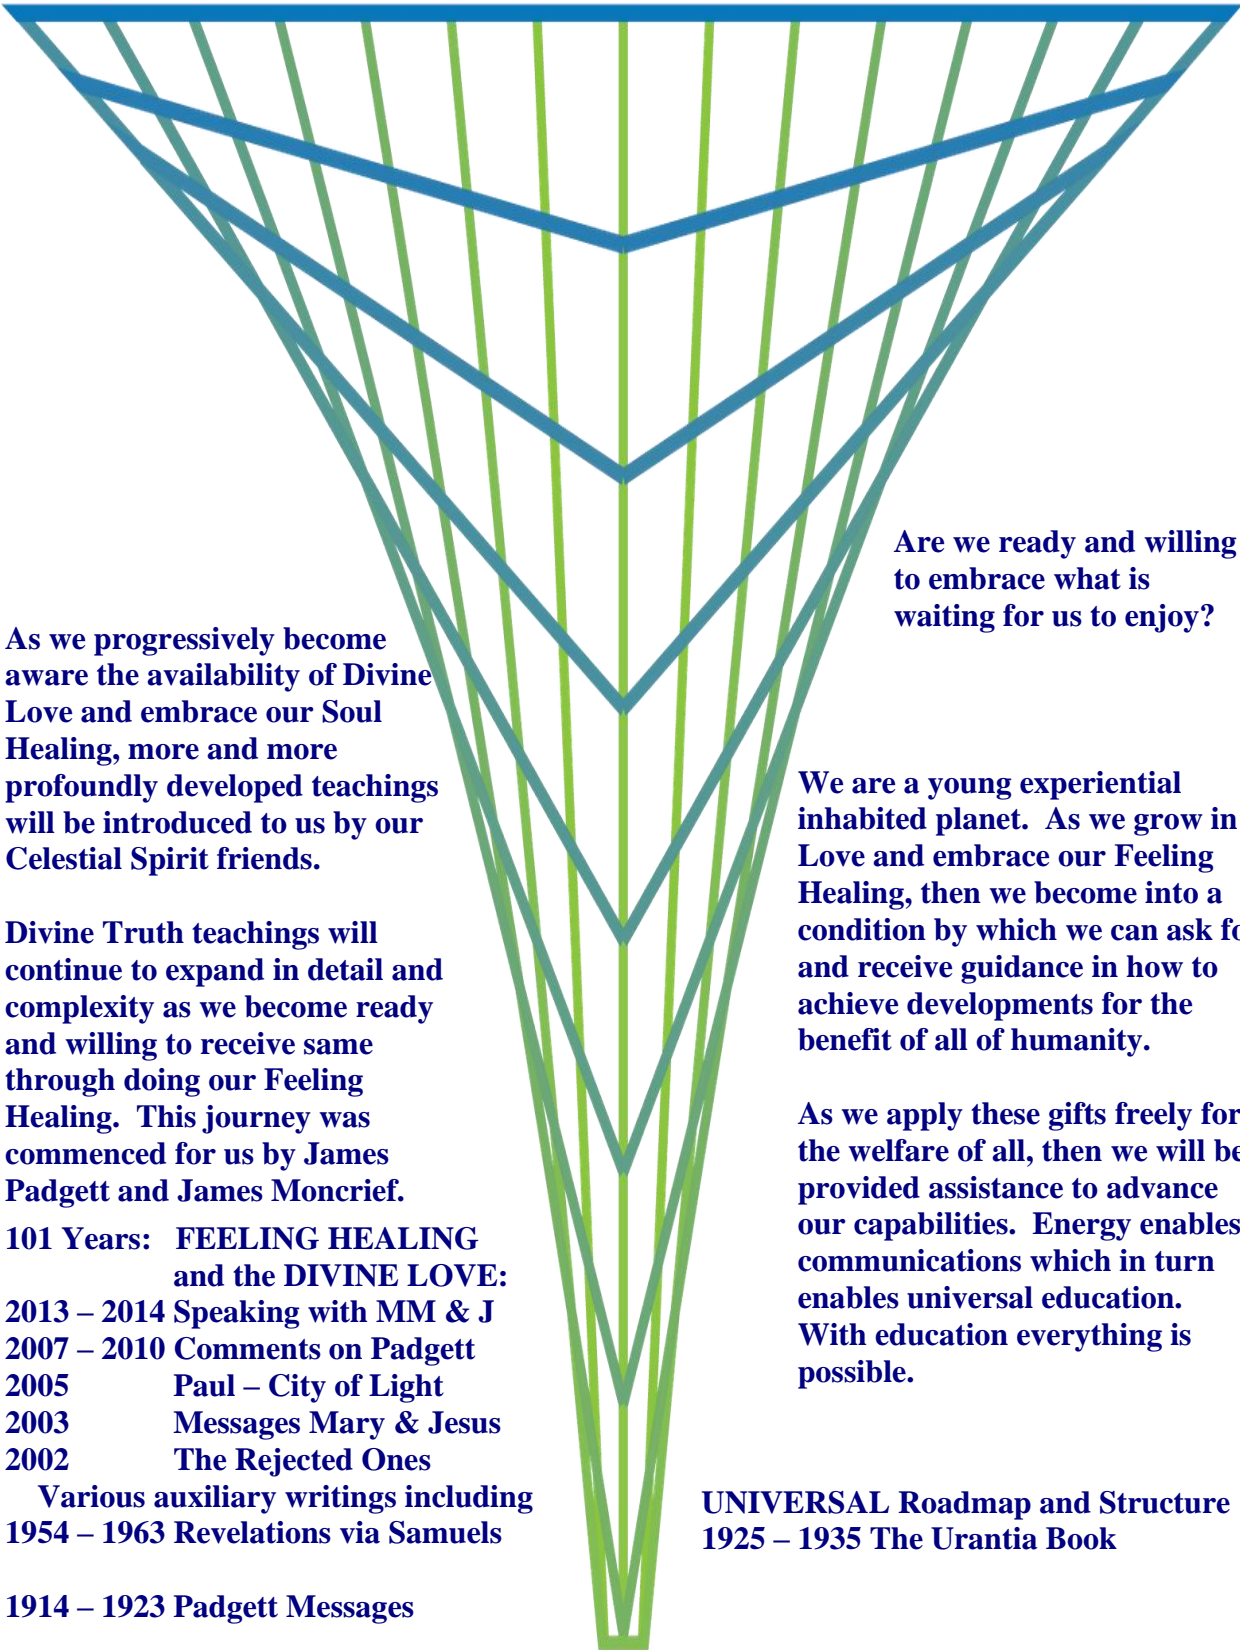 Are we ready and willing
to embrace what is
waiting for us to enjoy?
As we progressively become
aware the availability of Divine
Love and embrace our Soul
Healing, more and more
profoundly developed teachings
will be introduced to us by our
Celestial Spirit friends.
Divine Truth teachings will
continue to expand in detail and
complexity as we become ready
and willing to receive same
through doing our Feeling
Healing.  This journey was
commenced for us by James
Padgett and James Moncrief.
101 Years:   FEELING HEALING
and the DIVINE LOVE:
2013 – 2014 Speaking with MM & J
2007 – 2010 Comments on Padgett
2005 Paul – City of Light
2003 Messages Mary & Jesus
2002 The Rejected Ones
Various auxiliary writings including
1954 – 1963 Revelations via Samuels
1914 – 1923 Padgett Messages
We are a young experiential
inhabited planet.  As we grow in
Love and embrace our Feeling
Healing, then we become into a
condition by which we can ask fo
and receive guidance in how to
achieve developments for the
benefit of all of humanity.
As we apply these gifts freely for
the welfare of all, then we will be
provided assistance to advance
our capabilities.  Energy enables
communications which in turn
enables universal education.
With education everything is
possible.
UNIVERSAL Roadmap and Structure
1925 – 1935 The Urantia Book